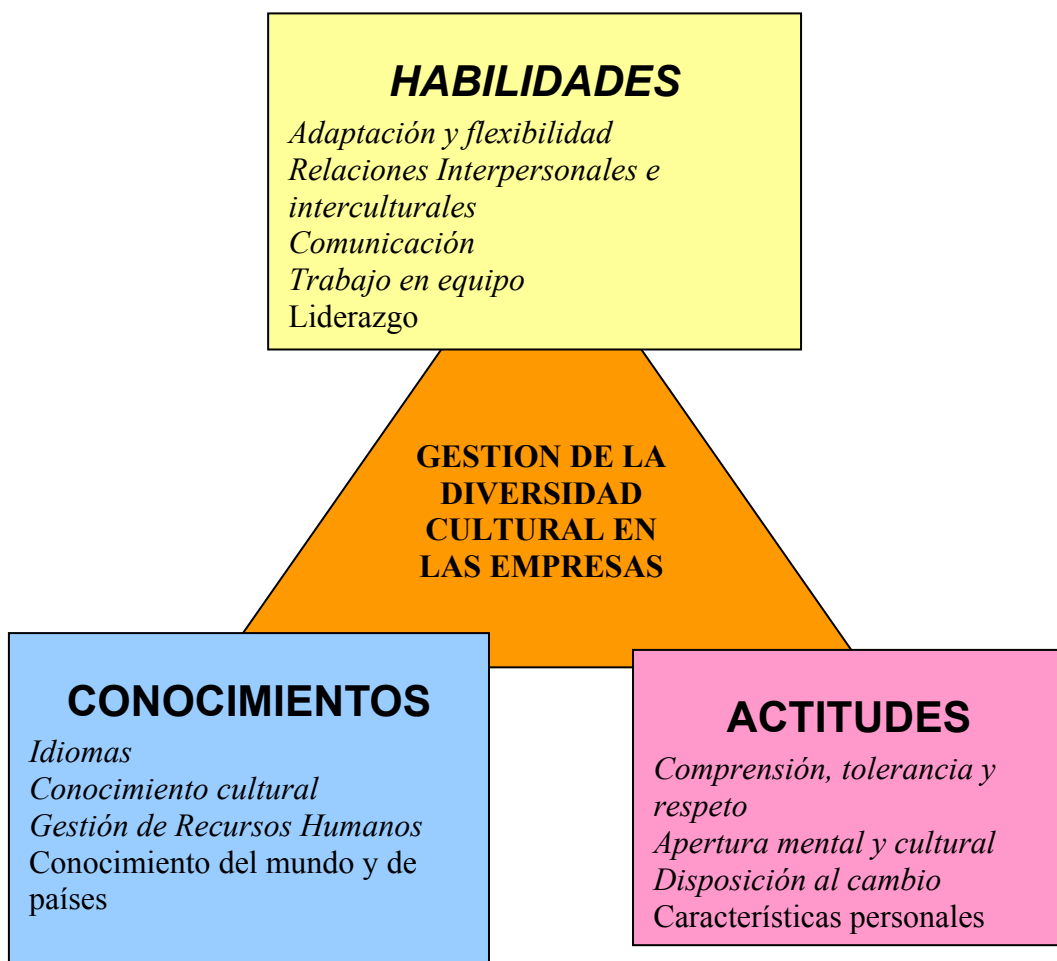 HABILIDADES
Adaptación y flexibilidad
Relaciones Interpersonales e
interculturales
Comunicación
Trabajo en equipo
Liderazgo
GESTION DE LA
DIVERSIDAD
CULTURAL EN
LAS EMPRESAS
CONOCIMIENTOS
Idiomas
Conocimiento cultural
Gestión de Recursos Humanos
Conocimiento del mundo y de
países
ACTITUDES
Comprensión, tolerancia y
respeto
Apertura mental y cultural
Disposición al cambio
Características personales